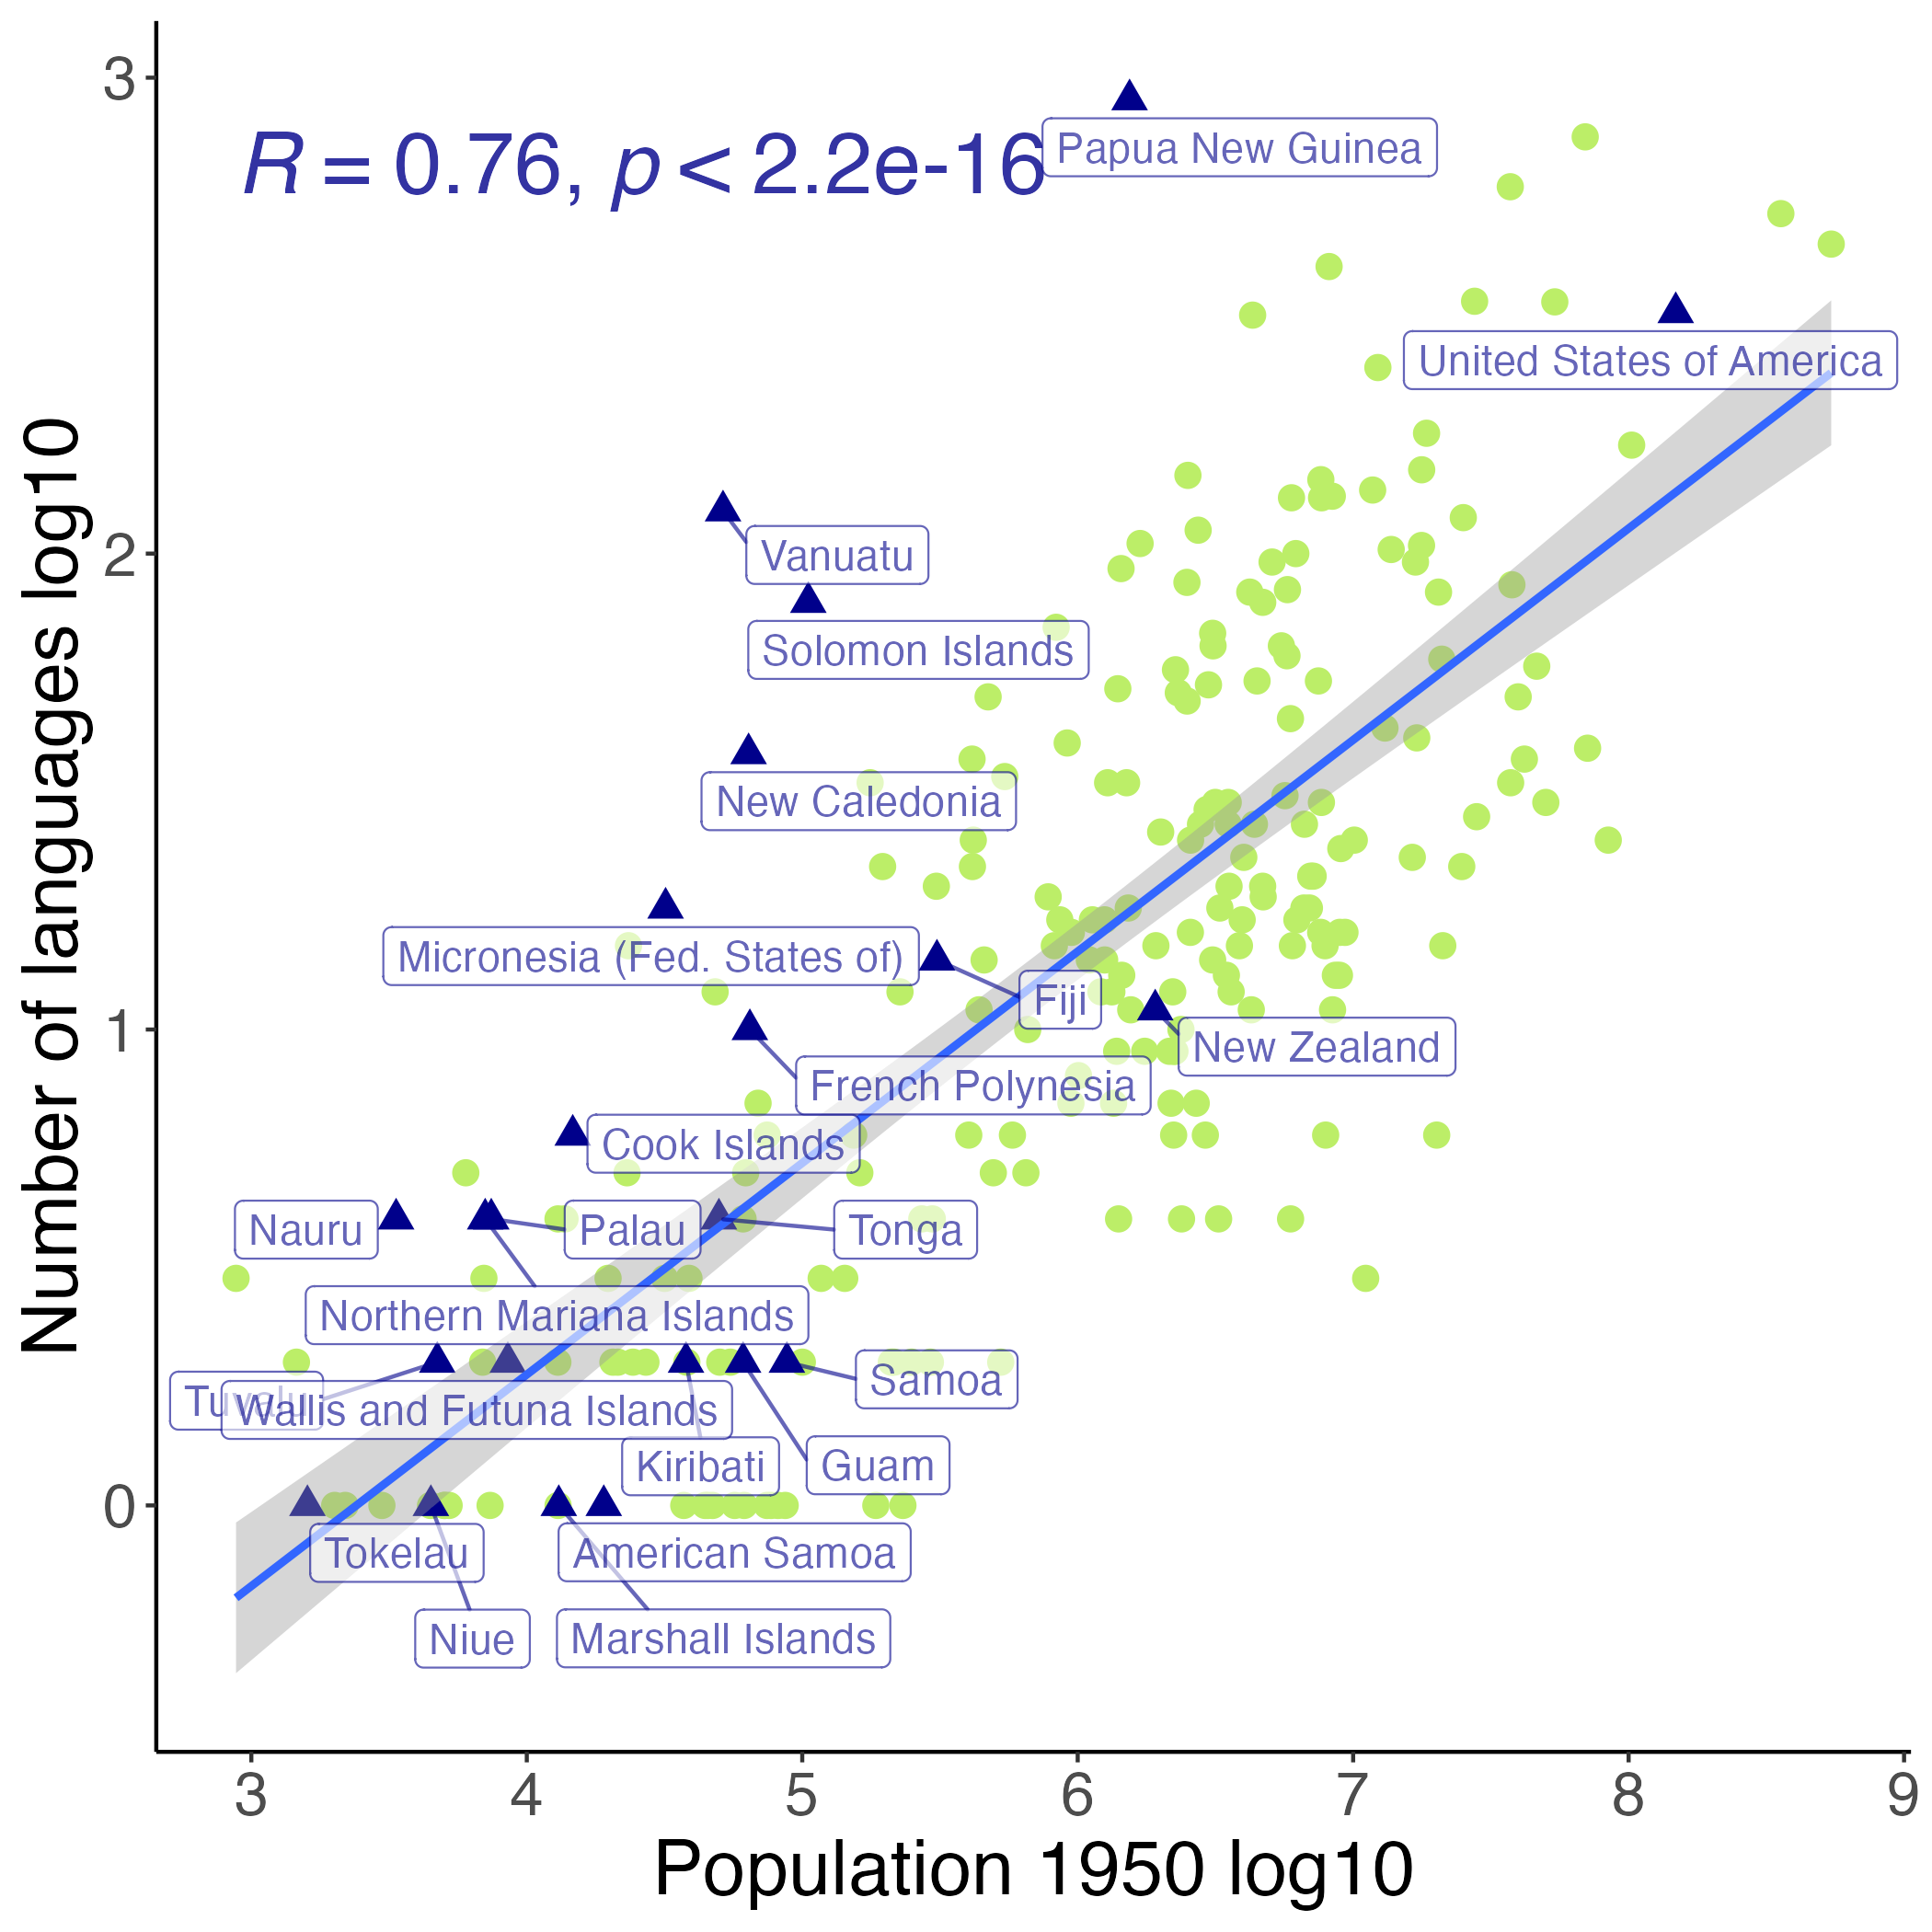 3
R = 0.76, p < 2.2e-16
Papua New Guinea
United States of America
2
Vanuatu
Solomon Islands
New Caledonia
Micronesia (Fed. States of)
Fiji
1
New Zealand
French Polynesia
Cook Islands
Nauru
Palau
Tonga
Northern Mariana Islands
Samoa
Tuvalu
Wallis and Futuna Islands
Kiribati
Guam
0
Tokelau
American Samoa
Niue
Marshall Islands
3 4 5 6 7 8 9
Population 1950 log10
Number of languages log10